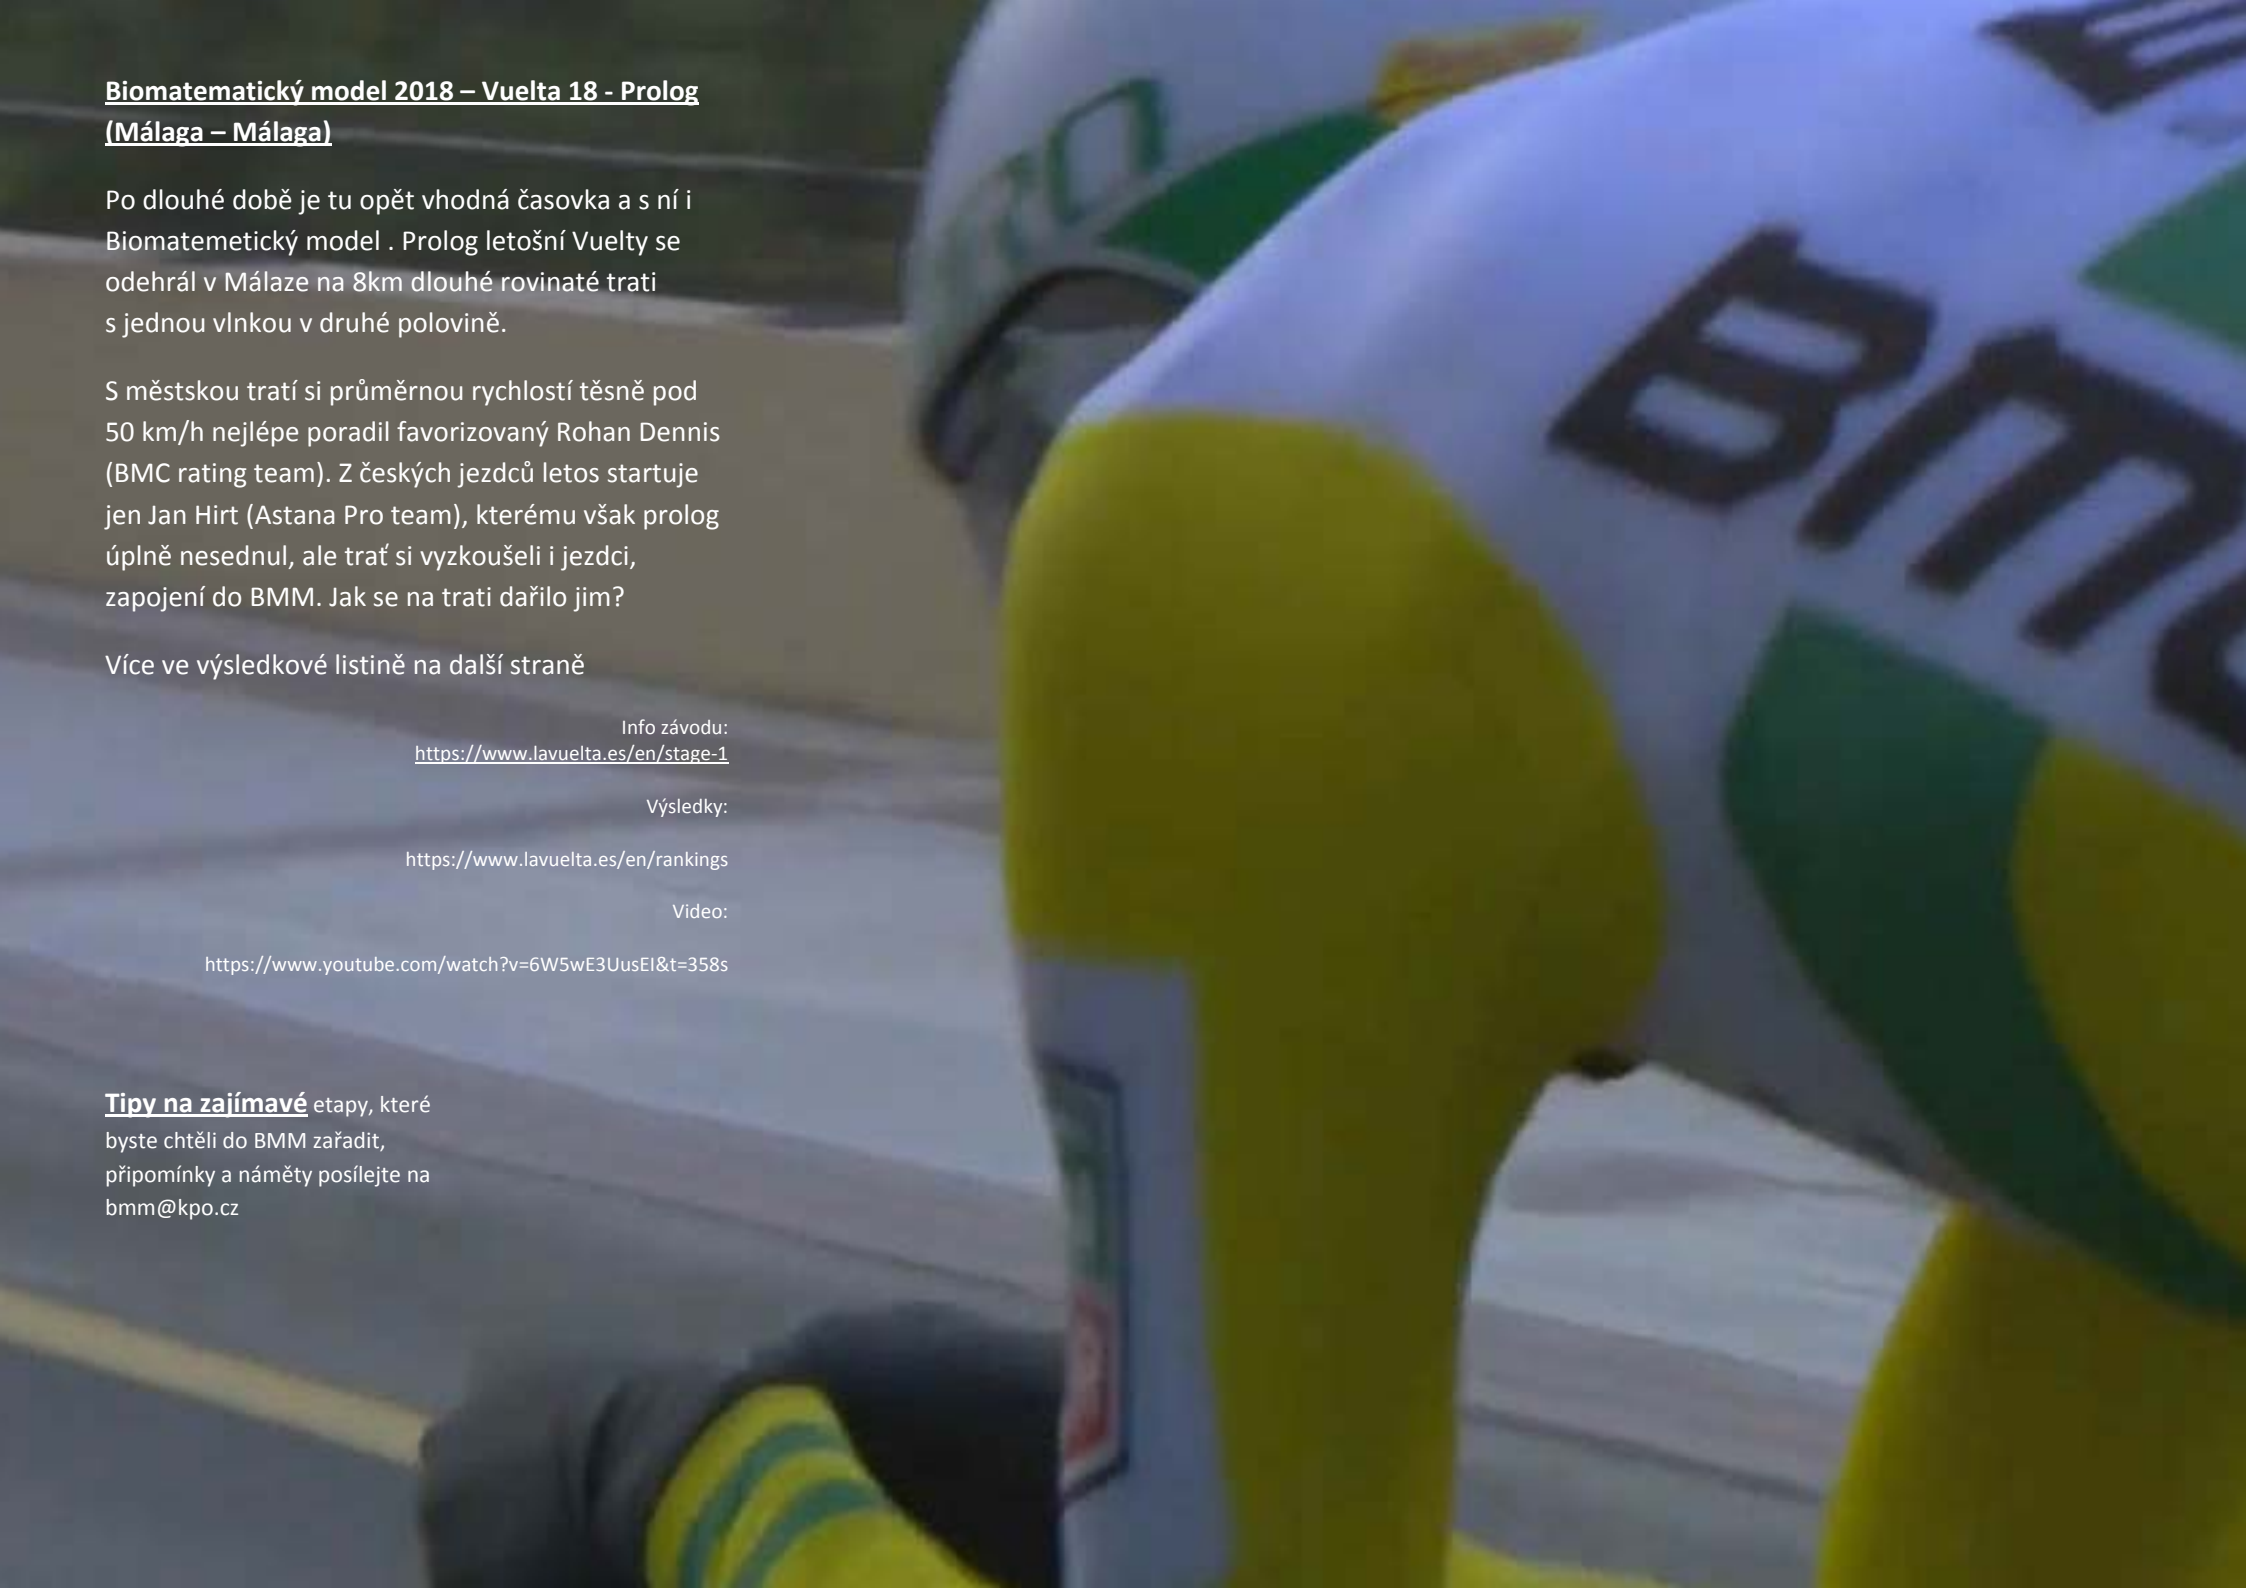 Biomatematický model 2018 – Vuelta 18 - Prolog
(Málaga – Málaga)
Po dlouhé době je tu opět vhodná časovka a s ní i
Biomatemetický model . Prolog letošní Vuelty se
odehrál v Málaze na 8km dlouhé rovinaté trati
s jednou vlnkou v druhé polovině.
S městskou tratí si průměrnou rychlostí těsně pod
50 km/h nejlépe poradil favorizovaný Rohan Dennis
(BMC rating team). Z českých jezdců letos startuje
jen Jan Hirt (Astana Pro team), kterému však prolog
úplně nesednul, ale trať si vyzkoušeli i jezdci,
zapojení do BMM. Jak se na trati dařilo jim?
Více ve výsledkové listině na další straně
Info závodu:
https://www.lavuelta.es/en/stage-1
Výsledky:
https://www.lavuelta.es/en/rankings
Video:
https://www.youtube.com/watch?v=6W5wE3UusEI&t=358s
Tipy na zajímavé etapy, které
byste chtěli do BMM zařadit,
připomínky a náměty posílejte na
bmm@kpo.cz
Bmc